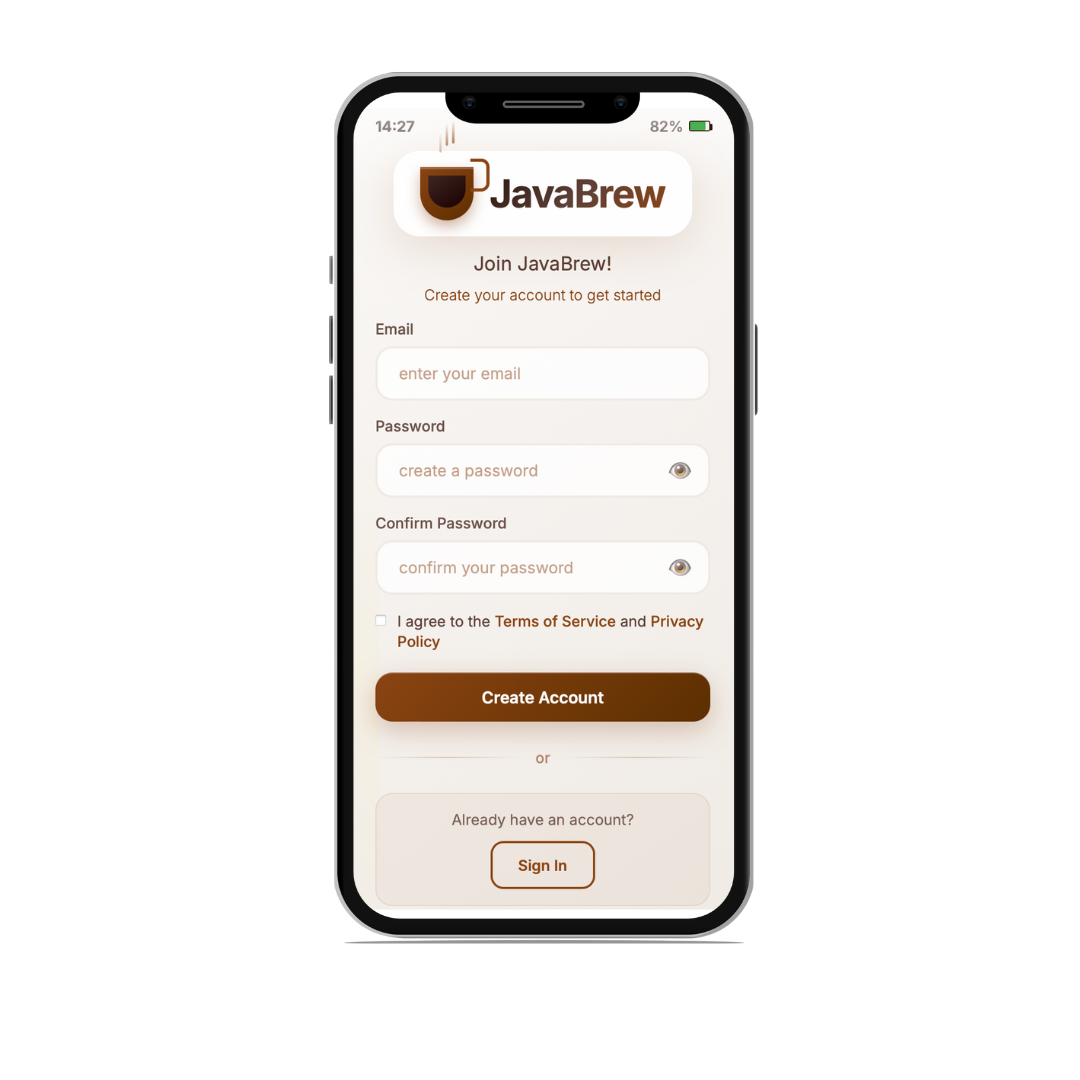 14:27 82%
JavaBrew
Join JavaBrew!
Create your account to get started
Email
enter your email
Password
create a password
Confirm Password
confirm your password
I agree to the Terms of Service and Privacy
Policy
Create Account
or
Already have an account?
Sign In